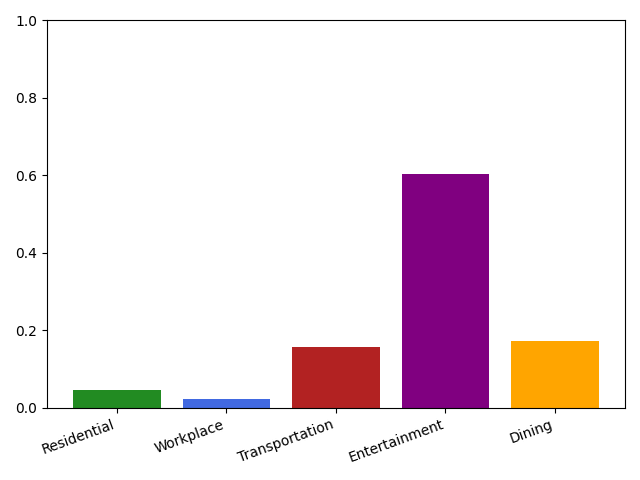 1.0
0.8
0.6
0.4
0.2
0.0
Residential
Workplace
Transportation
Entertainment
Dining